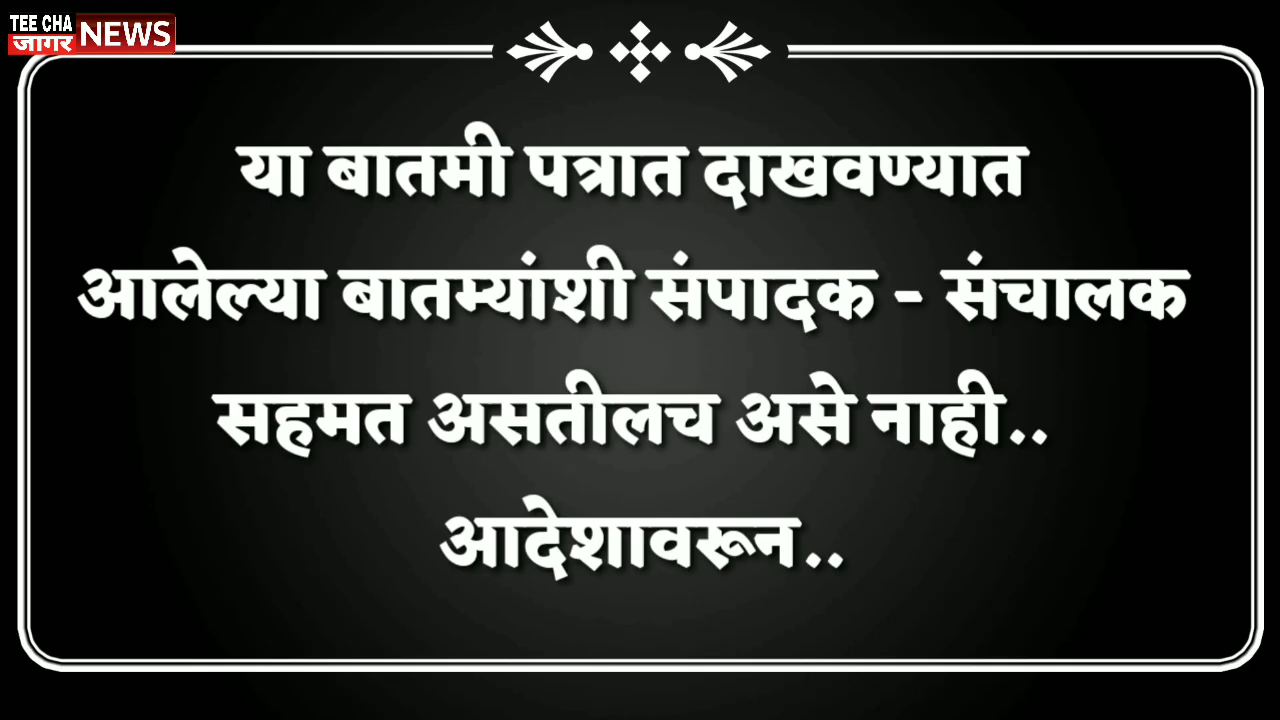 TEE CHA
जागर NEWS
या बातमी पत्रात दाखवण्यात
आलेल्या बातम्यांशी संपादक - संचालक
सहमत असतीलच असे नाही..
आदेशावरून..